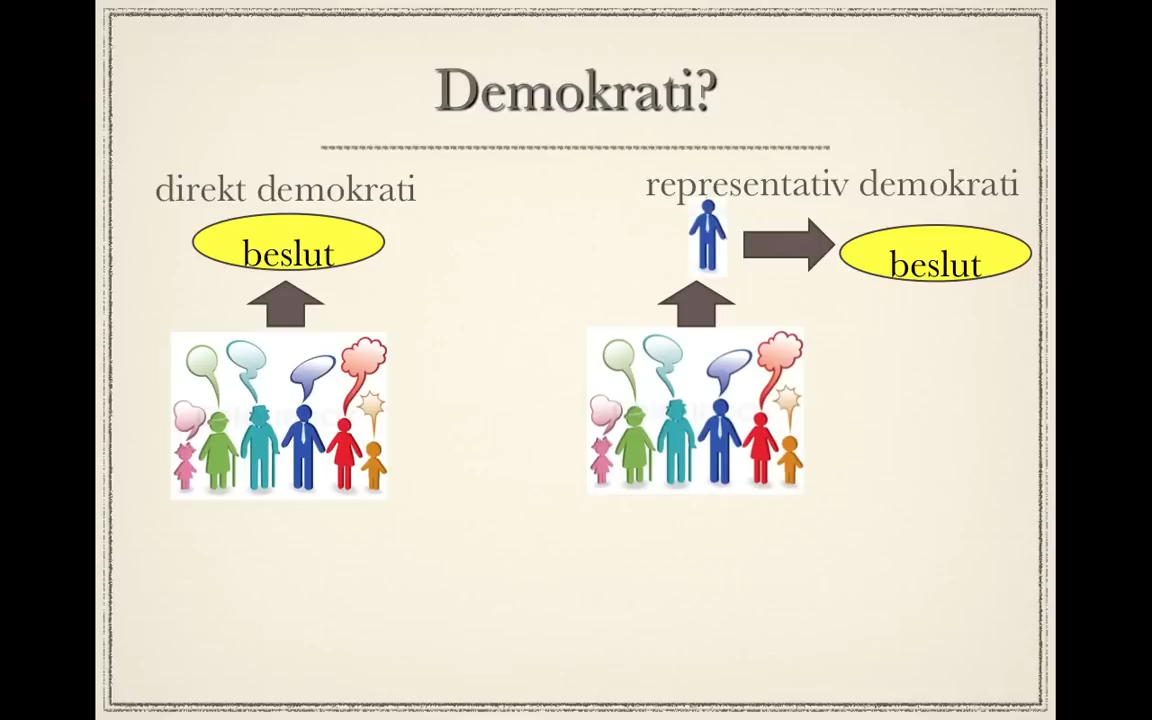 Demokrati?
direkt demokrati
beslut
representativ demokrati
beslut